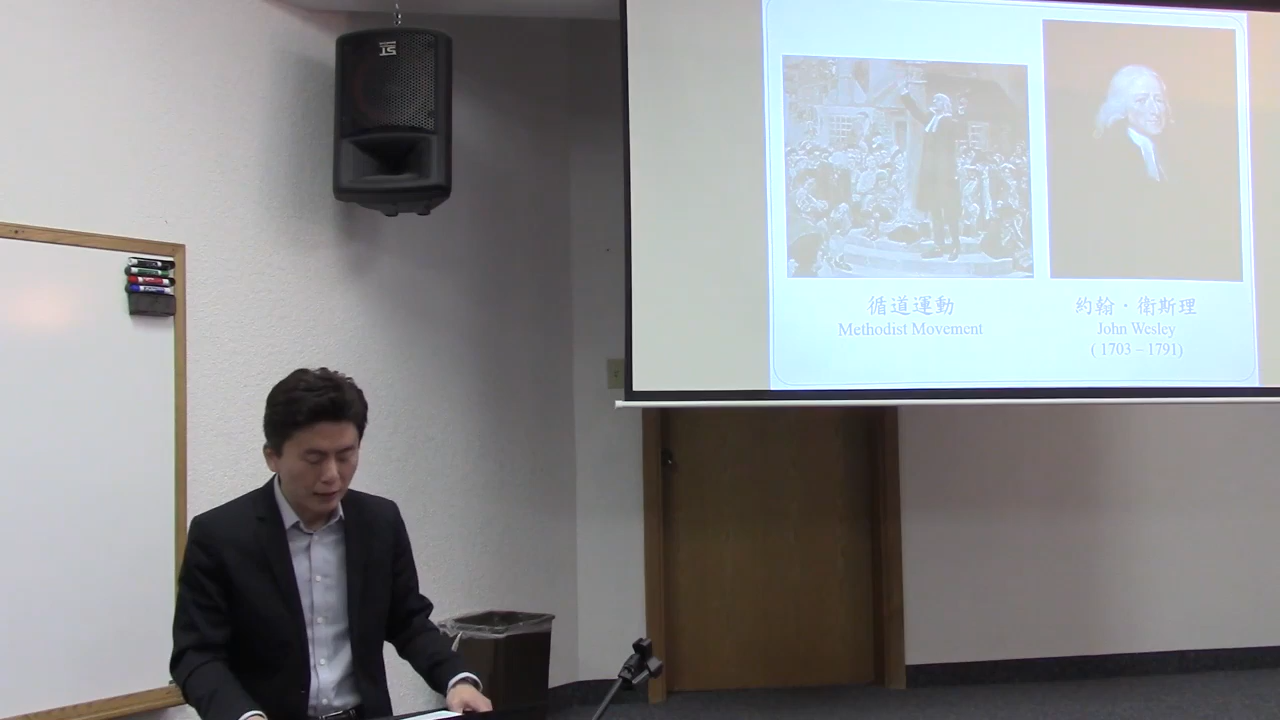 循道運動
Methodist Movement
約翰・衛斯理
John Wesley
( 1703 – 1791)